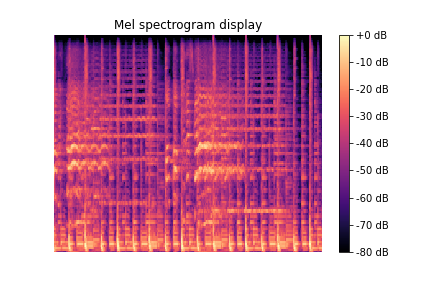 Mel spectrogram display
+0 dB
-10 dB
-20 dB
-30 dB
-40 dB
-50 dB
-60 dB
-70 dB
-80 dB